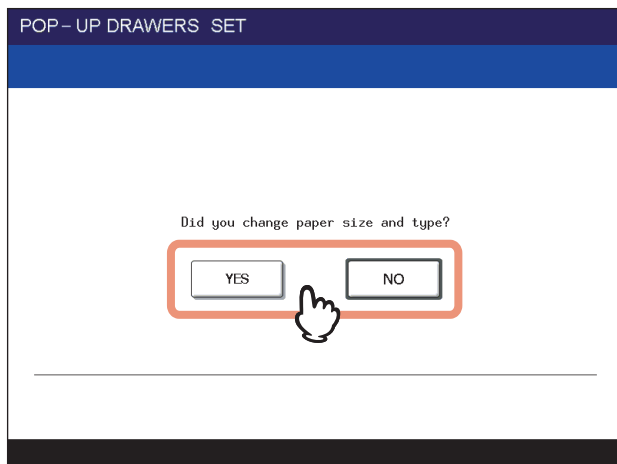 POP-UP DRAWERS SET
Did you change paper size and type?
YES
NO